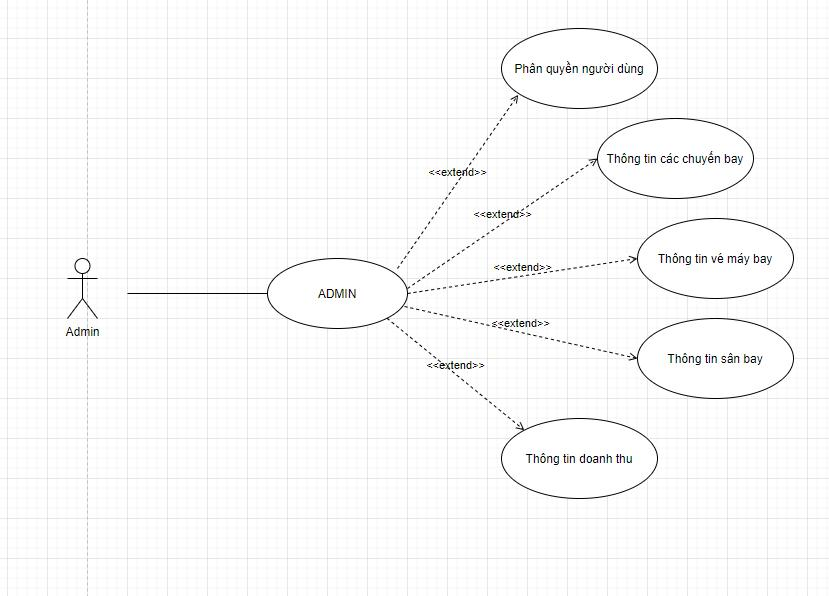 Phân quyền người dùng
Thông tin các chuyến bay
<<extend>>
<<extend>>
Thông tin vé máy bay
<<extend>>
ADMIN
Admin
<<extend>>
Thông tin sân bay
<<extend>>
Thông tin doanh thu